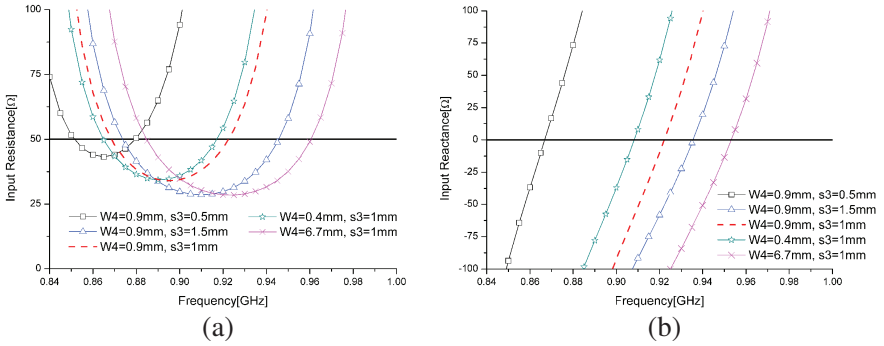 100
75
50
25
0
Input Resistance[Ω]
W4=0.9mm, s3=0.5mm
W4=0.9mm, s3=1.5mm
W4=0.9mm, s3=1mm
W4=0.4mm, s3=1mm
W4=6.7mm, s3=1mm
0.84 0.86 0.88 0.90 0.92 0.94 0.96 0.98 1.00
Frequency[GHz]
(a)
100
75
50
25
0
-25
-50
-75
-100
Input Reactance[Ω]
W4=0.9mm, s3=0.5mm
W4=0.9mm, s3=1.5mm
W4=0.9mm, s3=1mm
W4=0.4mm, s3=1mm
W4=6.7mm, s3=1mm
0.84 0.86 0.88 0.90 0.92 0.94 0.96 0.98 1.00
Frequency[GHz]
(b)